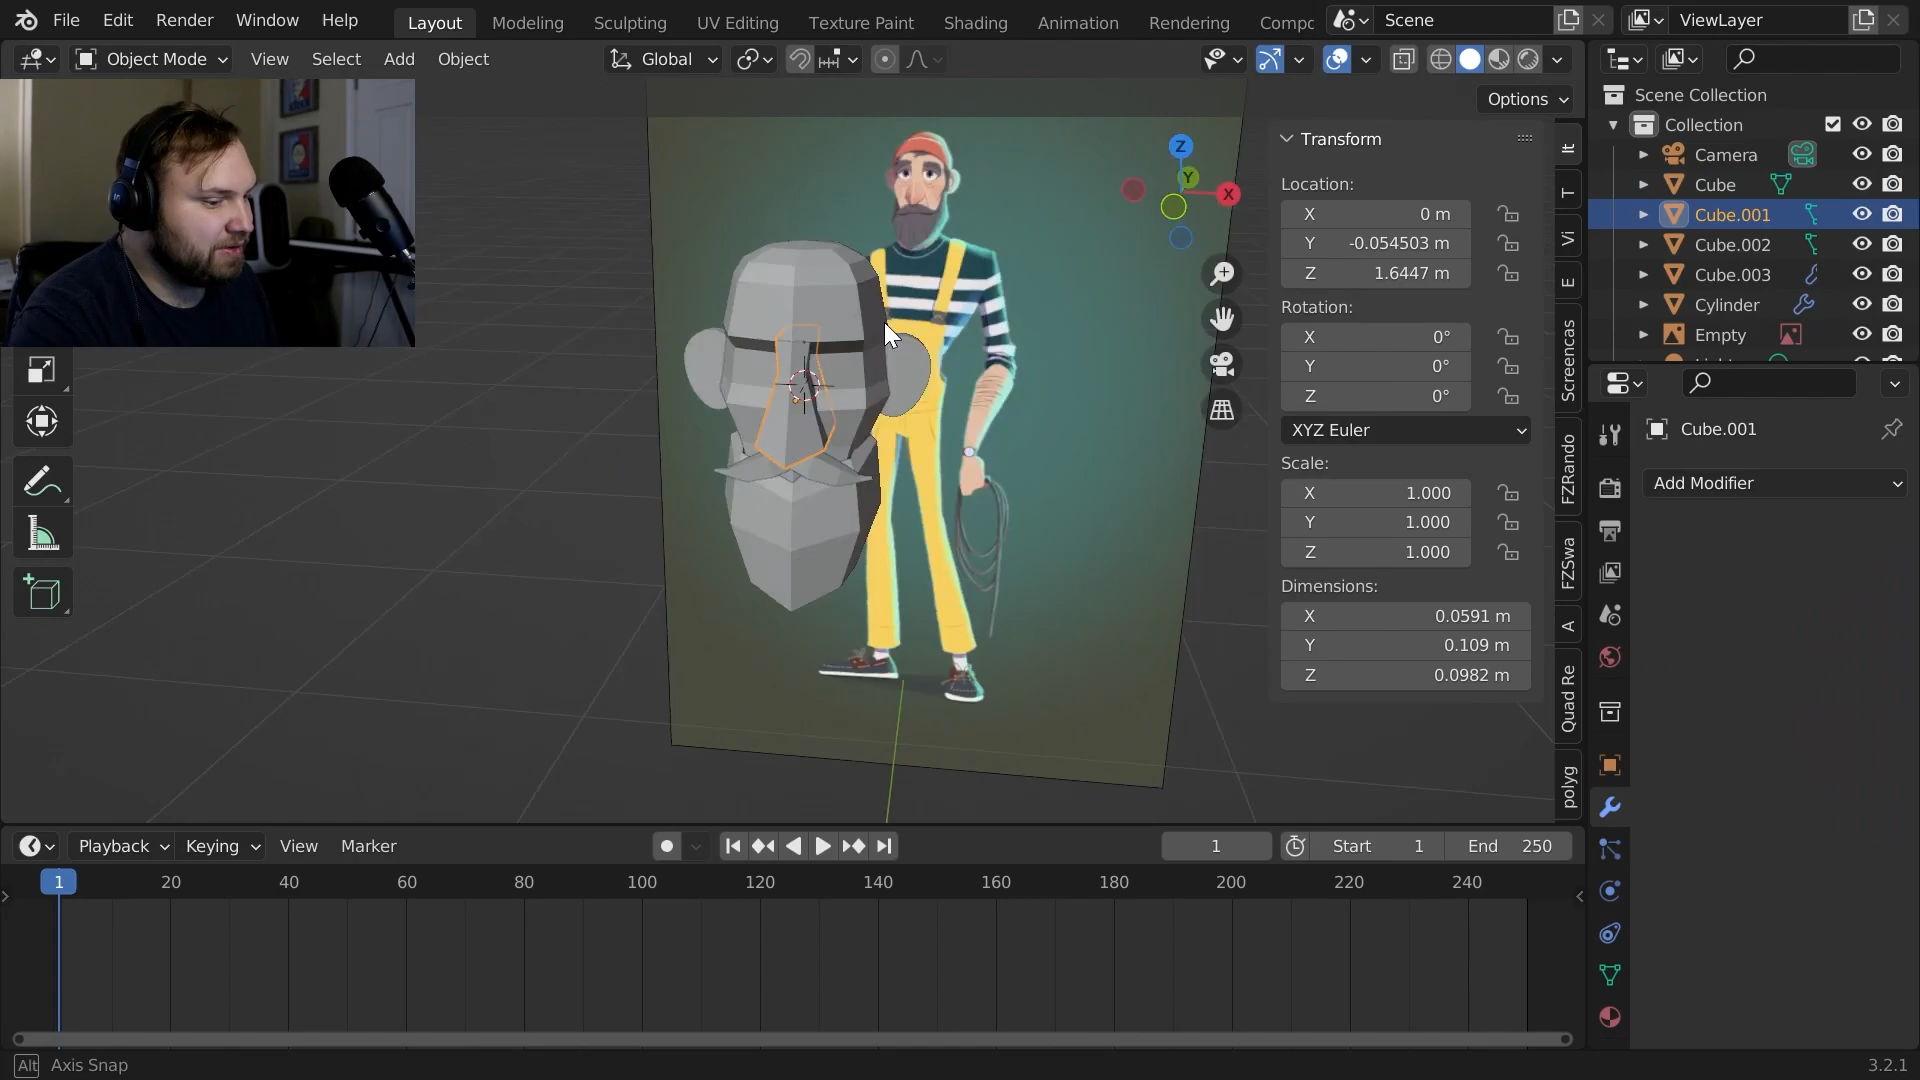 File Edit Render Window Help
Layout Modeling Sculpting UV Editing Texture Paint Shading Animation Rendering Compo
Scene
ViewLayer
Object Mode View Select Add Object
Global
Options
Scene Collection
Collection
Camera
Cube
Cube.001
Cube.002
Cube.003
Cylinder
Empty
Transform
Location:
X 0 m
Y -0.054503 m
Z 1.6447 m
Rotation:
X 0°
Y 0°
Z 0°
XYZ Euler
Scale:
X 1.000
Y 1.000
Z 1.000
Dimensions:
X 0.0591 m
Y 0.109 m
Z 0.0982 m
Z
Y
X
It
T
Vi
E
Screencas
FZRando
FZSwa
A
Quad Re
polyg
Cube.001
Add Modifier
Playback Keying View Marker
1
Start 1
End 250
1 20 40 60 80 100 120 140 160 180 200 220 240
Alt Axis Snap
3.2.1